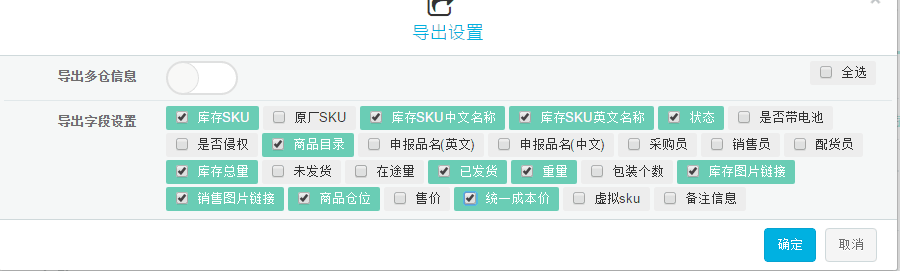 导出设置
导出多仓信息 全选
导出字段设置 库存SKU 原厂SKU 库存SKU中文名称 库存SKU英文名称 状态 是否带电池
是否侵权 商品目录 申报品名(英文) 申报品名(中文) 采购员 销售员 配货员
库存总量 未发货 在途量 已发货 重量 包装个数 库存图片链接
销售图片链接 商品仓位 售价 统一成本价 虚拟sku 备注信息
确定 取消